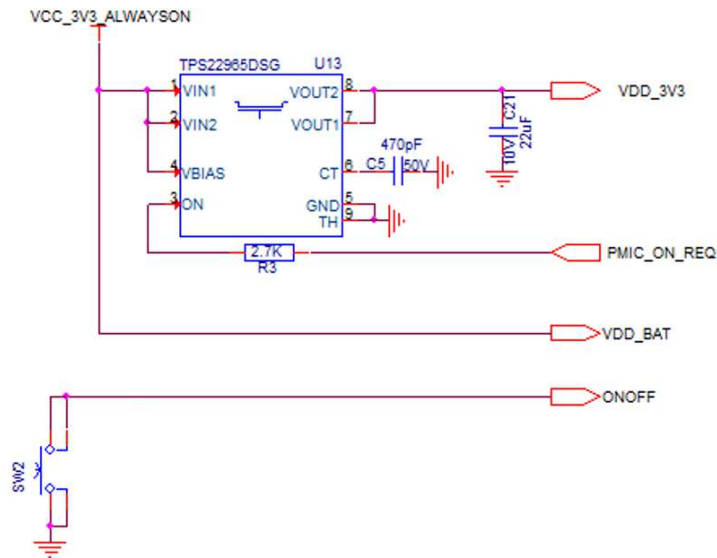 VCC_3V3_ALWAYSON
TPS22965DSG U13
1 VIN1 VOUT2 8
2 VIN2 VOUT1 7
4 VBIAS CT 6
3 ON GND 5
TH 9
470pF
C5 50V
C21
22uF
10V
VDD_3V3
2.7K
R3
PMIC_ON_REQ
VDD_BAT
ONOFF
SW2